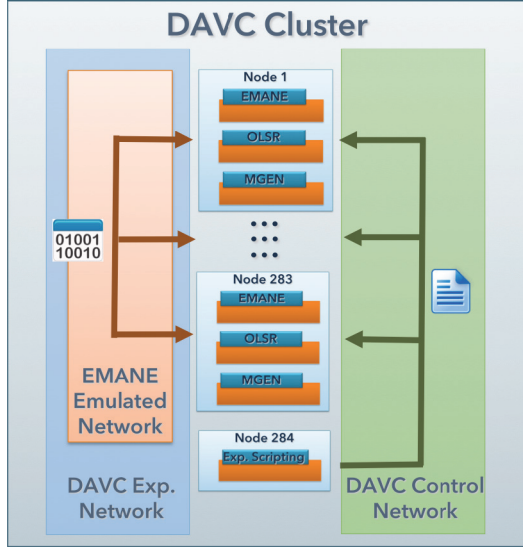 DAVC Cluster
Node 1
EMANE
OLSR
MGEN
01001
10010
Node 283
EMANE
OLSR
MGEN
EMANE
Emulated
Network
Node 284
Exp. Scripting
DAVC Exp.
Network
DAVC Control
Network